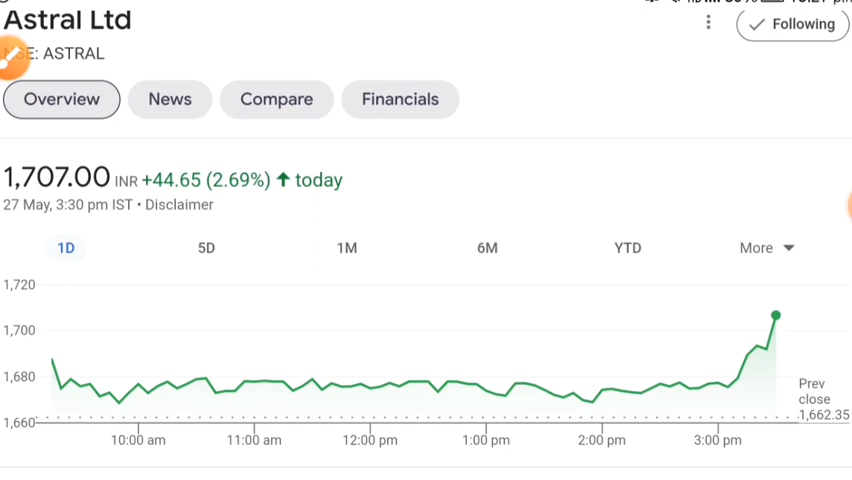 Astral Ltd
Following
SE: ASTRAL
Overview
News
Compare
Financials
1,707.00 INR +44.65 (2.69%) ↑ today
27 May, 3:30 pm IST • Disclaimer
1D
5D
1M
6M
YTD
More
1,720
1,700
1,680
1,660
Prev
close
1,662.35
10:00 am
11:00 am
12:00 pm
1:00 pm
2:00 pm
3:00 pm